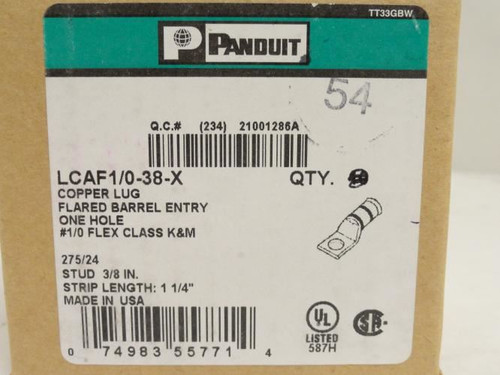 TT33GBW
P PANDUIT
54
Q.C.# (234) 21001286A
LCAF1/0-38-X QTY.
COPPER LUG
FLARED BARREL ENTRY
ONE HOLE
#1/0 FLEX CLASS K&M
275/24
STUD 3/8 IN.
STRIP LENGTH: 1 1/4"
MADE IN USA
UL
LISTED
587H
SA
0 74983 55771 4